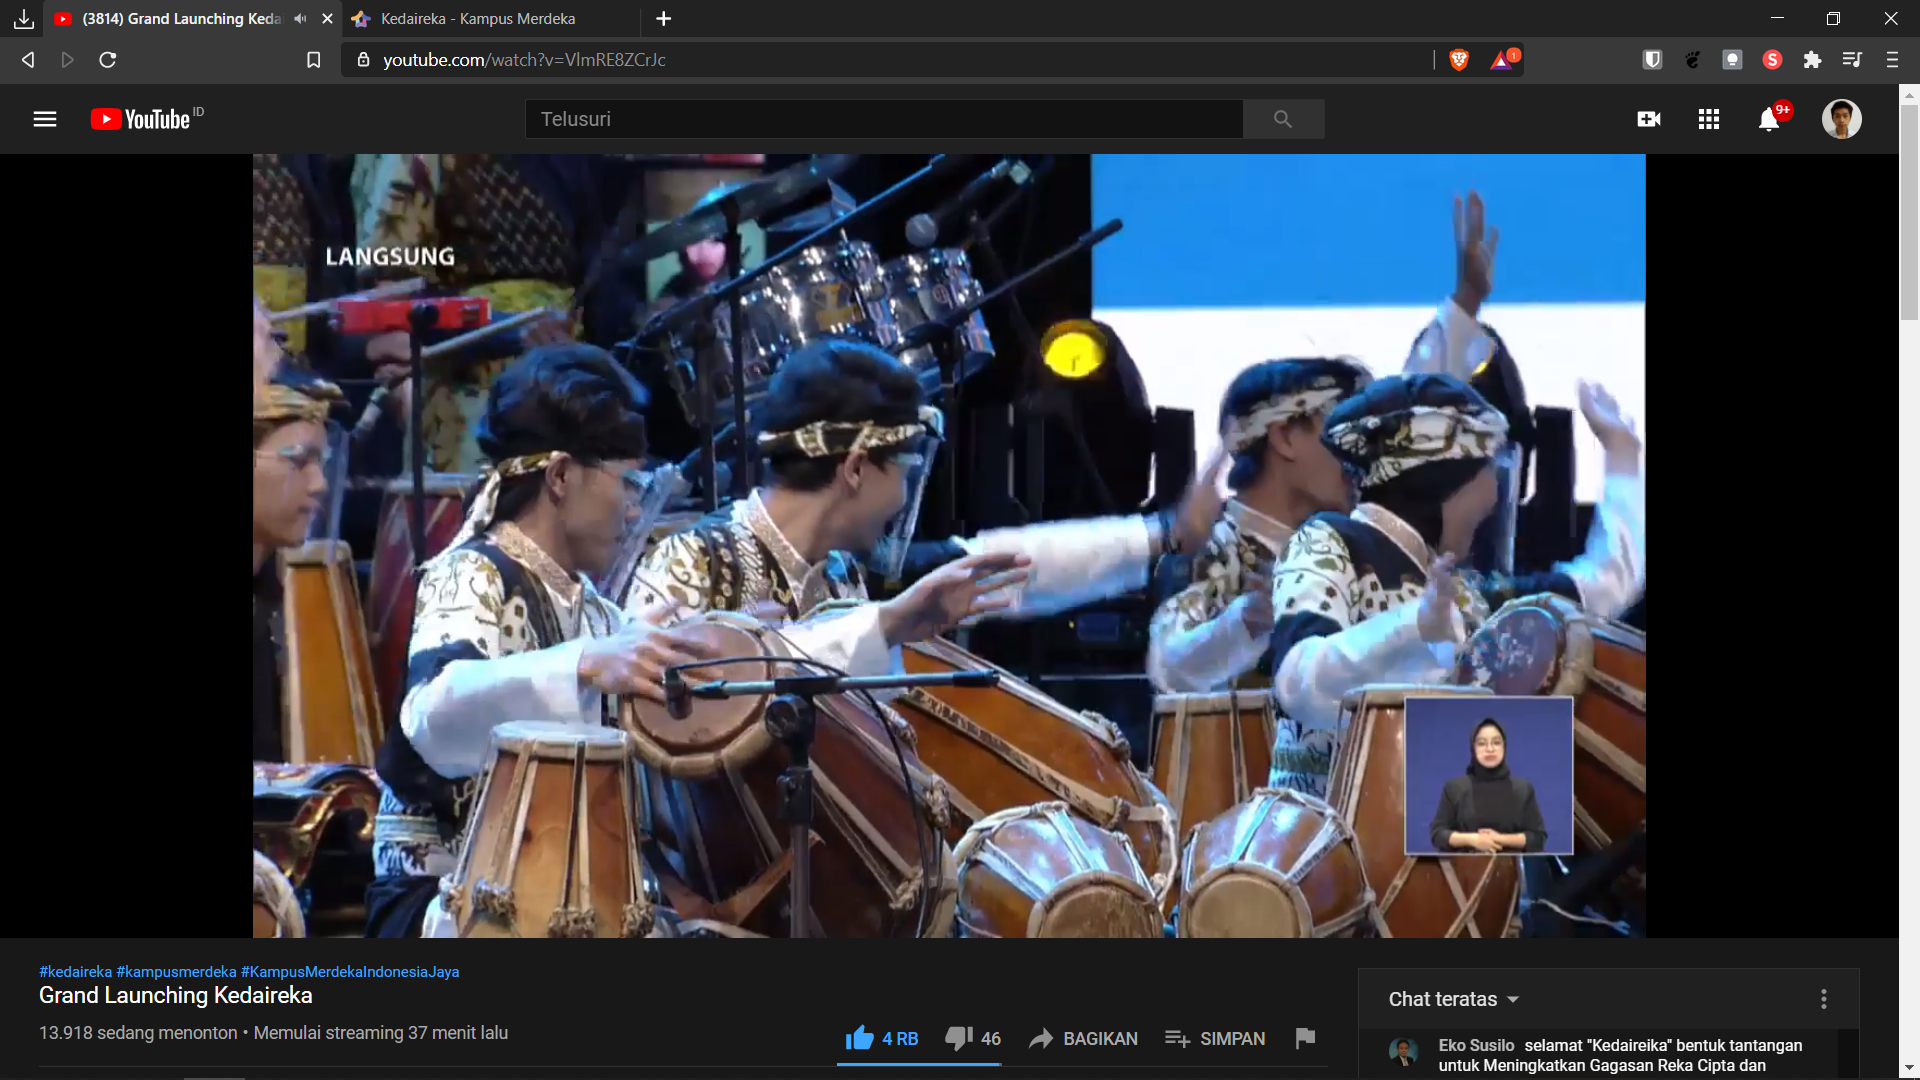 (3814) Grand Launching Keda
Kedaireka - Kampus Merdeka
youtube.com/watch?v=VlmRE8ZCrJc
1
S
YouTube ID
Telusuri
9+
LANGSUNG
#kedaireka #kampusmerdeka #KampusMerdekaIndonesiaJaya
Grand Launching Kedaireka
13.918 sedang menonton • Memulai streaming 37 menit lalu
4 RB
46
BAGIKAN
SIMPAN
Chat teratas
Eko Susilo selamat "Kedaireika" bentuk tantangan
untuk Meningkatkan Gagasan Reka Cipta dan